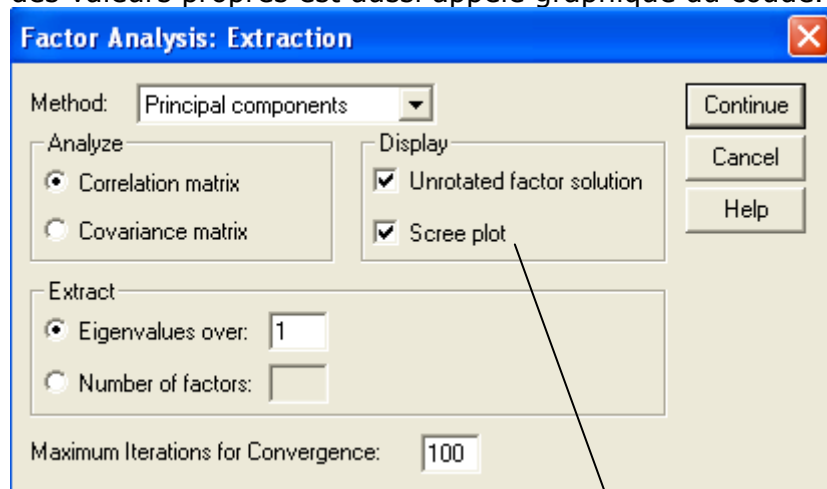 des valeurs propres est aussi appelé graphique du coude.
Factor Analysis: Extraction
Method: Principal components
Continue
Analyze
Display
Cancel
Correlation matrix
Unrotated factor solution
Help
Covariance matrix
Scree plot
Extract
Eigenvalues over: 1
Number of factors:
Maximum Iterations for Convergence: 100